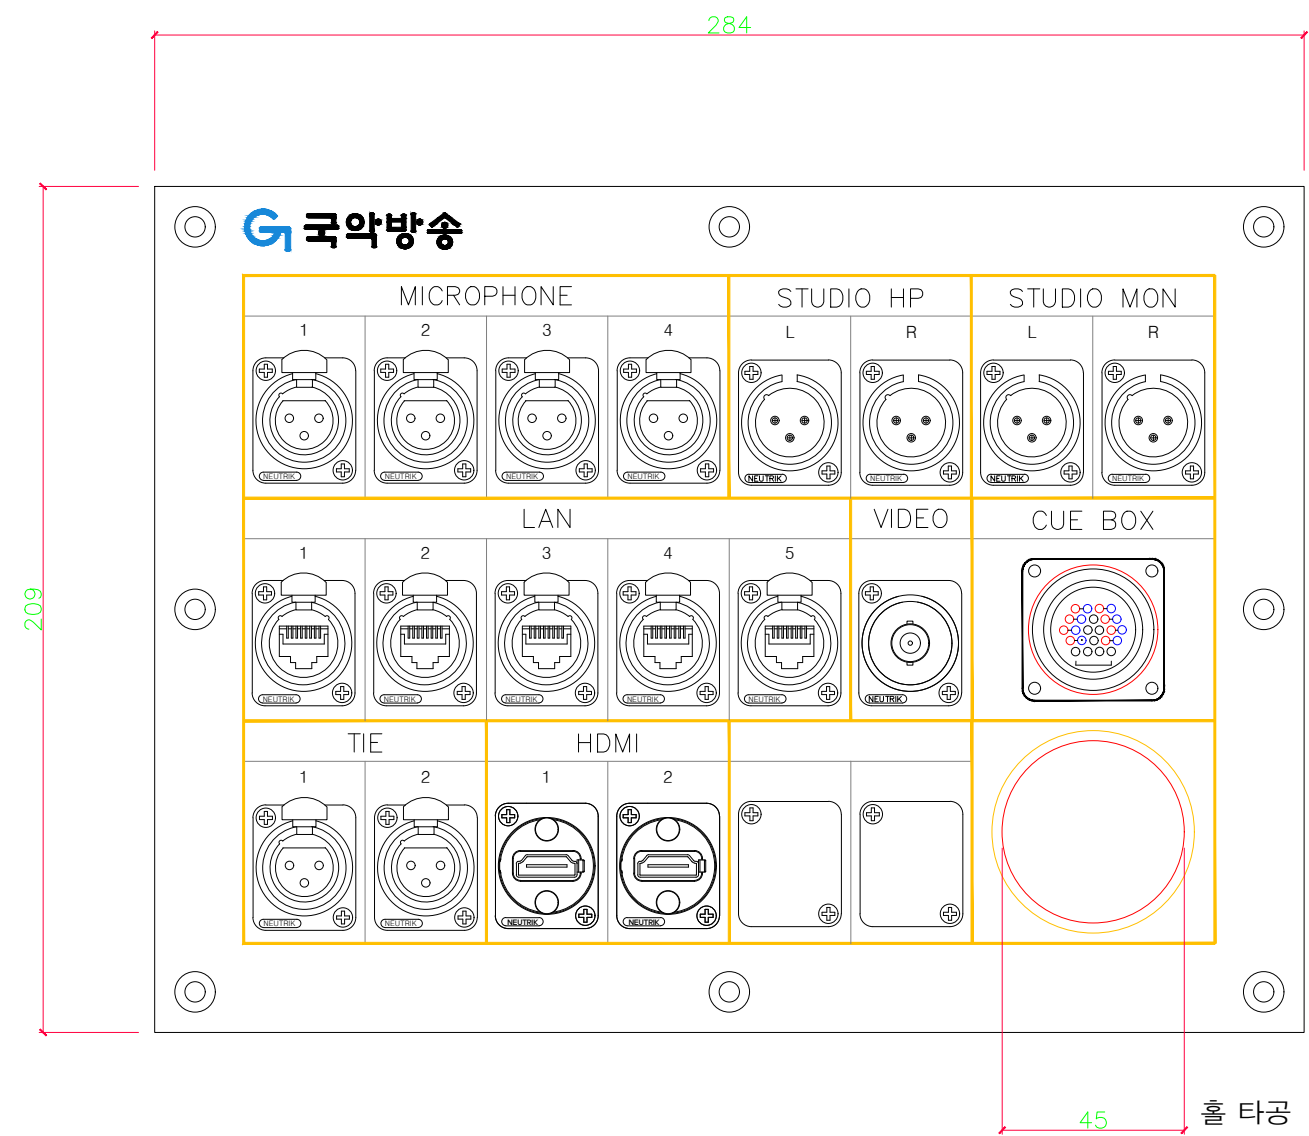 284
국악방송
MICROPHONE STUDIO HP STUDIO MON
1 2 3 4 L R L R
NEUTRIK NEUTRIK NEUTRIK NEUTRIK NEUTRIK NEUTRIK NEUTRIK NEUTRIK
LAN VIDEO CUE BOX
1 2 3 4 5
209
NEUTRIK NEUTRIK NEUTRIK NEUTRIK NEUTRIK NEUTRIK
TIE HDMI
1 2 1 2
NEUTRIK NEUTRIK NEUTRIK NEUTRIK
45 홀 타공